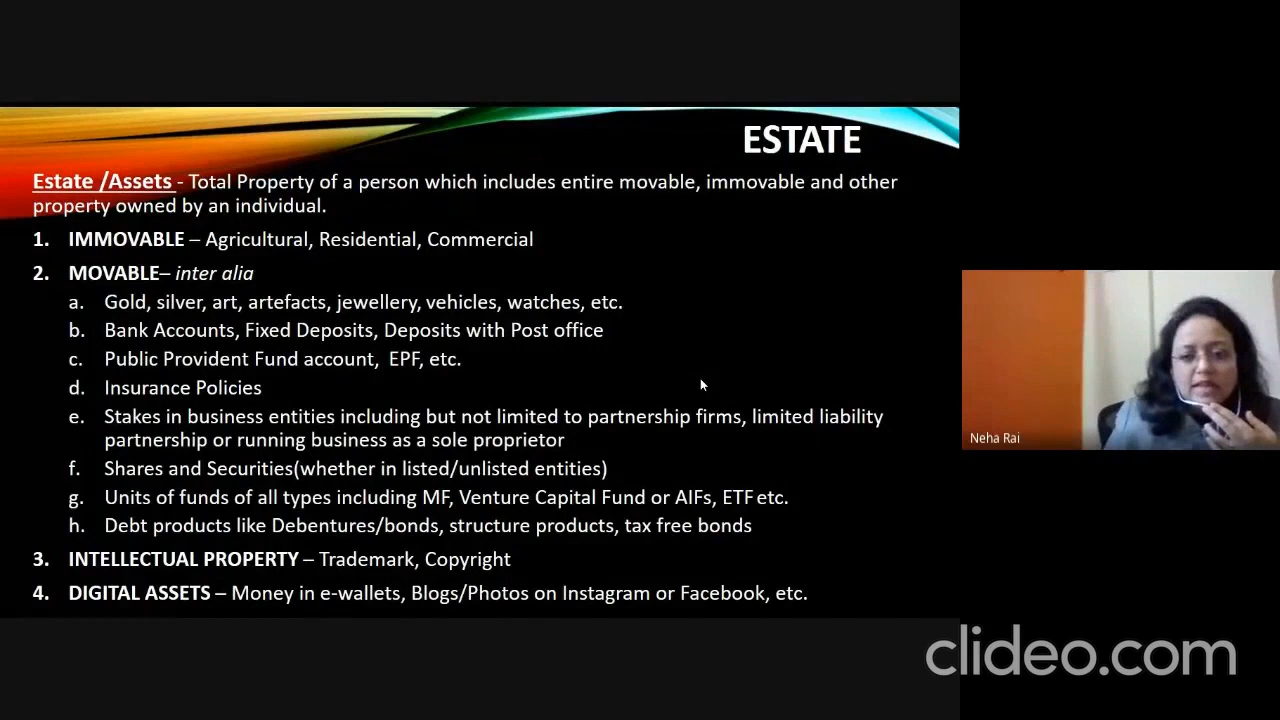 ESTATE
Estate /Assets - Total Property of a person which includes entire movable, immovable and other
property owned by an individual.
1. IMMOVABLE – Agricultural, Residential, Commercial
2. MOVABLE– inter alia
a. Gold, silver, art, artefacts, jewellery, vehicles, watches, etc.
b. Bank Accounts, Fixed Deposits, Deposits with Post office
c. Public Provident Fund account, EPF, etc.
d. Insurance Policies
e. Stakes in business entities including but not limited to partnership firms, limited liability
partnership or running business as a sole proprietor
f. Shares and Securities(whether in listed/unlisted entities)
g. Units of funds of all types including MF, Venture Capital Fund or AIFs, ETF etc.
h. Debt products like Debentures/bonds, structure products, tax free bonds
3. INTELLECTUAL PROPERTY – Trademark, Copyright
4. DIGITAL ASSETS – Money in e-wallets, Blogs/Photos on Instagram or Facebook, etc.
Neha Rai
clideo.com